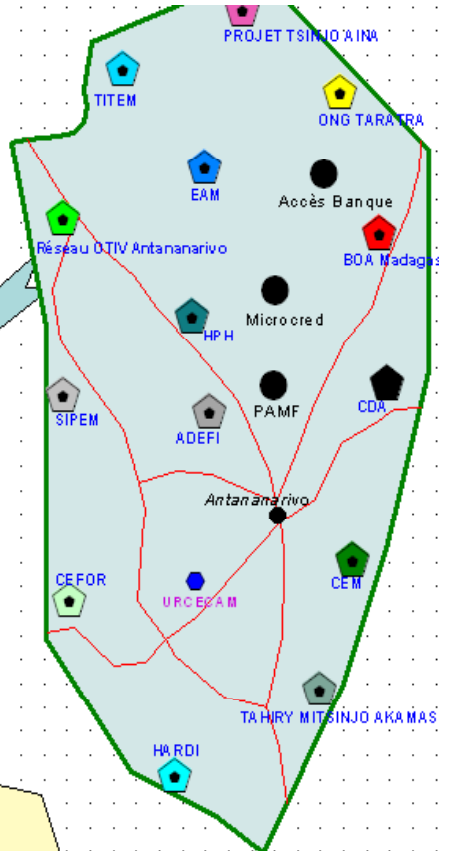 PROJET TSINJO AINA
TITEM
ONG TARATRA
EAM
Accès Banque
Réseau OTIV Antananarivo
BOA Madagas
Microcred
HPH
PAMF
CDA
SIPEM
ADEFI
Antananarivo
CEFOR
URCECAM
CEM
TAHIRY MITSINJO AKAMAS
HARDI